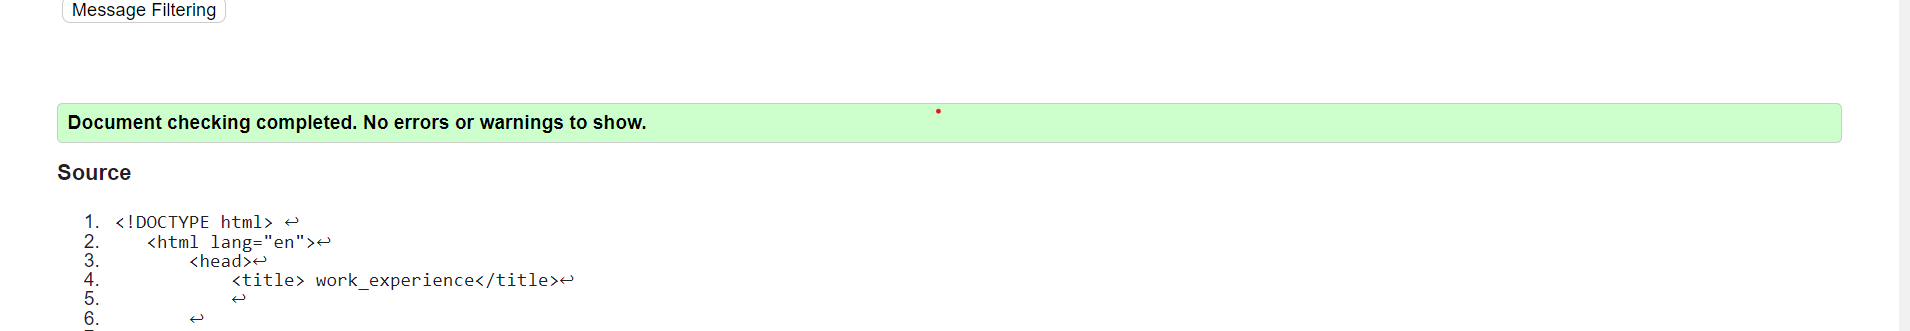 Message Filtering
Document checking completed. No errors or warnings to show.
Source
1. <!DOCTYPE html> ↩
2.    <html lang="en">↩
3.        <head>↩
4.            <title> work_experience</title>↩
5.            ↩
6.        ↩